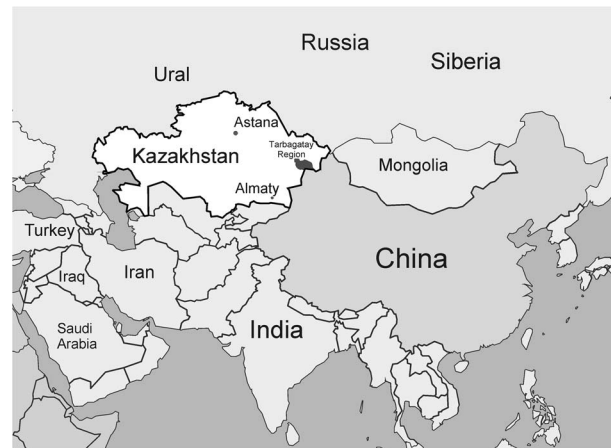 Russia
Siberia
Ural
Astana
Tarbagatay
Region
Kazakhstan
Mongolia
Almaty
Turkey
Iraq
Iran
China
Saudi
Arabia
India